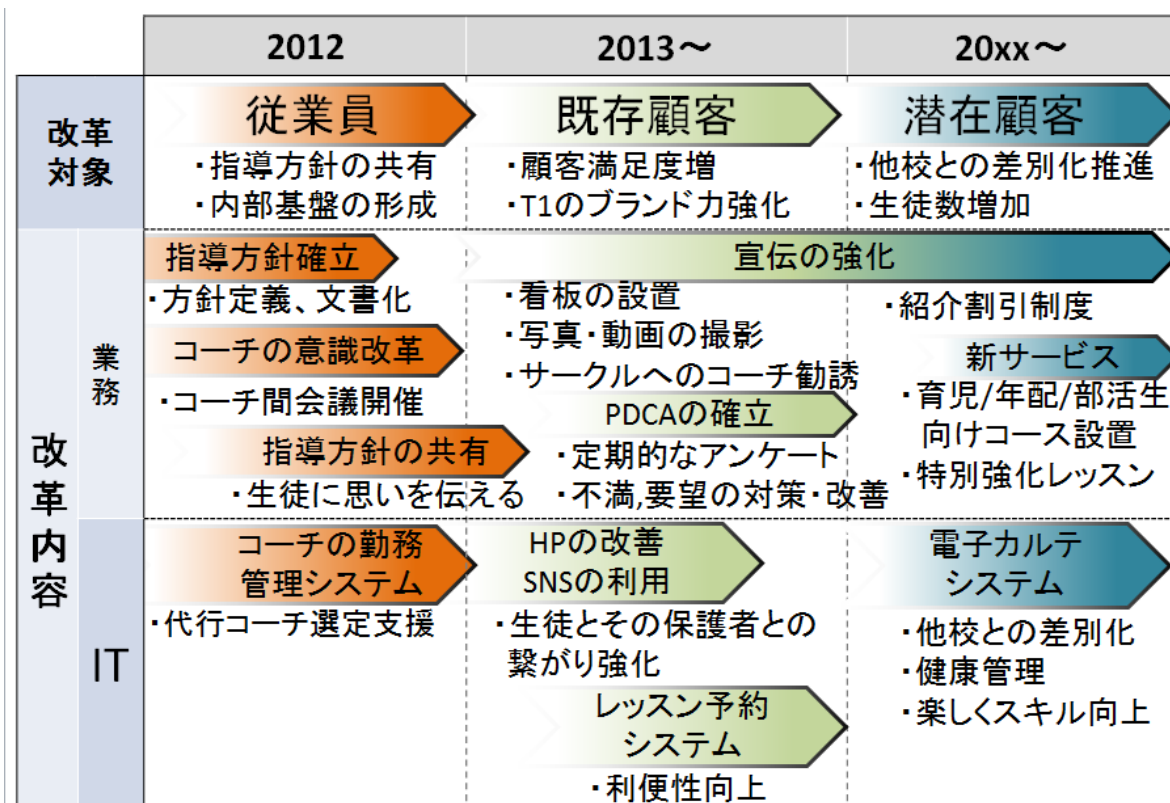 2012
2013～
20xx～
改革
対象
従業員
・指導方針の共有
・内部基盤の形成
既存顧客
・顧客満足度増
・T1のブランド力強化
潜在顧客
・他校との差別化推進
・生徒数増加
改革内容
業務
指導方針確立
・方針定義、文書化
コーチの意識改革
・コーチ間会議開催
指導方針の共有
・生徒に思いを伝える
宣伝の強化
・看板の設置
・写真・動画の撮影
・サークルへのコーチ勧誘
PDCAの確立
・定期的なアンケート
・不満,要望の対策・改善
・紹介割引制度
新サービス
・育児/年配/部活生
向けコース設置
・特別強化レッスン
IT
コーチの勤務
管理システム
・代行コーチ選定支援
HPの改善
SNSの利用
・生徒とその保護者との
繋がり強化
レッスン予約
システム
・利便性向上
電子カルテ
システム
・他校との差別化
・健康管理
・楽しくスキル向上